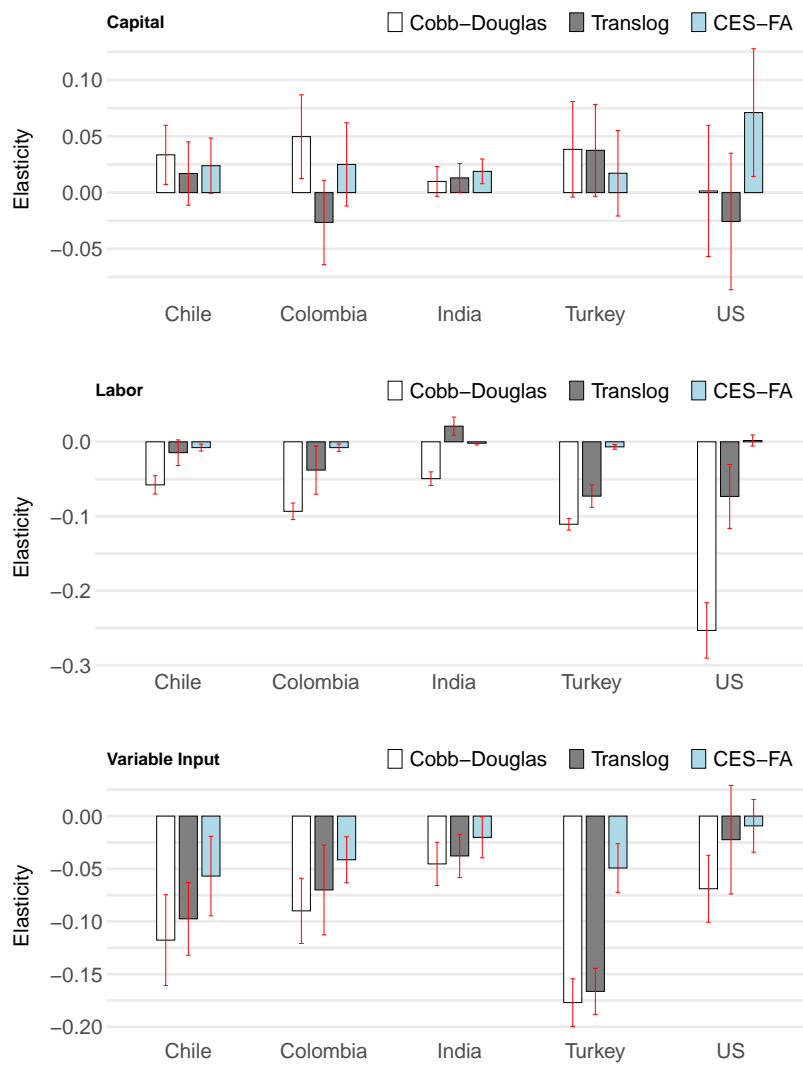 Capital
Cobb−Douglas Translog CES−FA
Elasticity
0.10
0.05
0.00
−0.05
Chile Colombia India Turkey US
Labor
Cobb−Douglas Translog CES−FA
Elasticity
0.0
−0.1
−0.2
−0.3
Chile Colombia India Turkey US
Variable Input
Cobb−Douglas Translog CES−FA
Elasticity
0.00
−0.05
−0.10
−0.15
−0.20
Chile Colombia India Turkey US